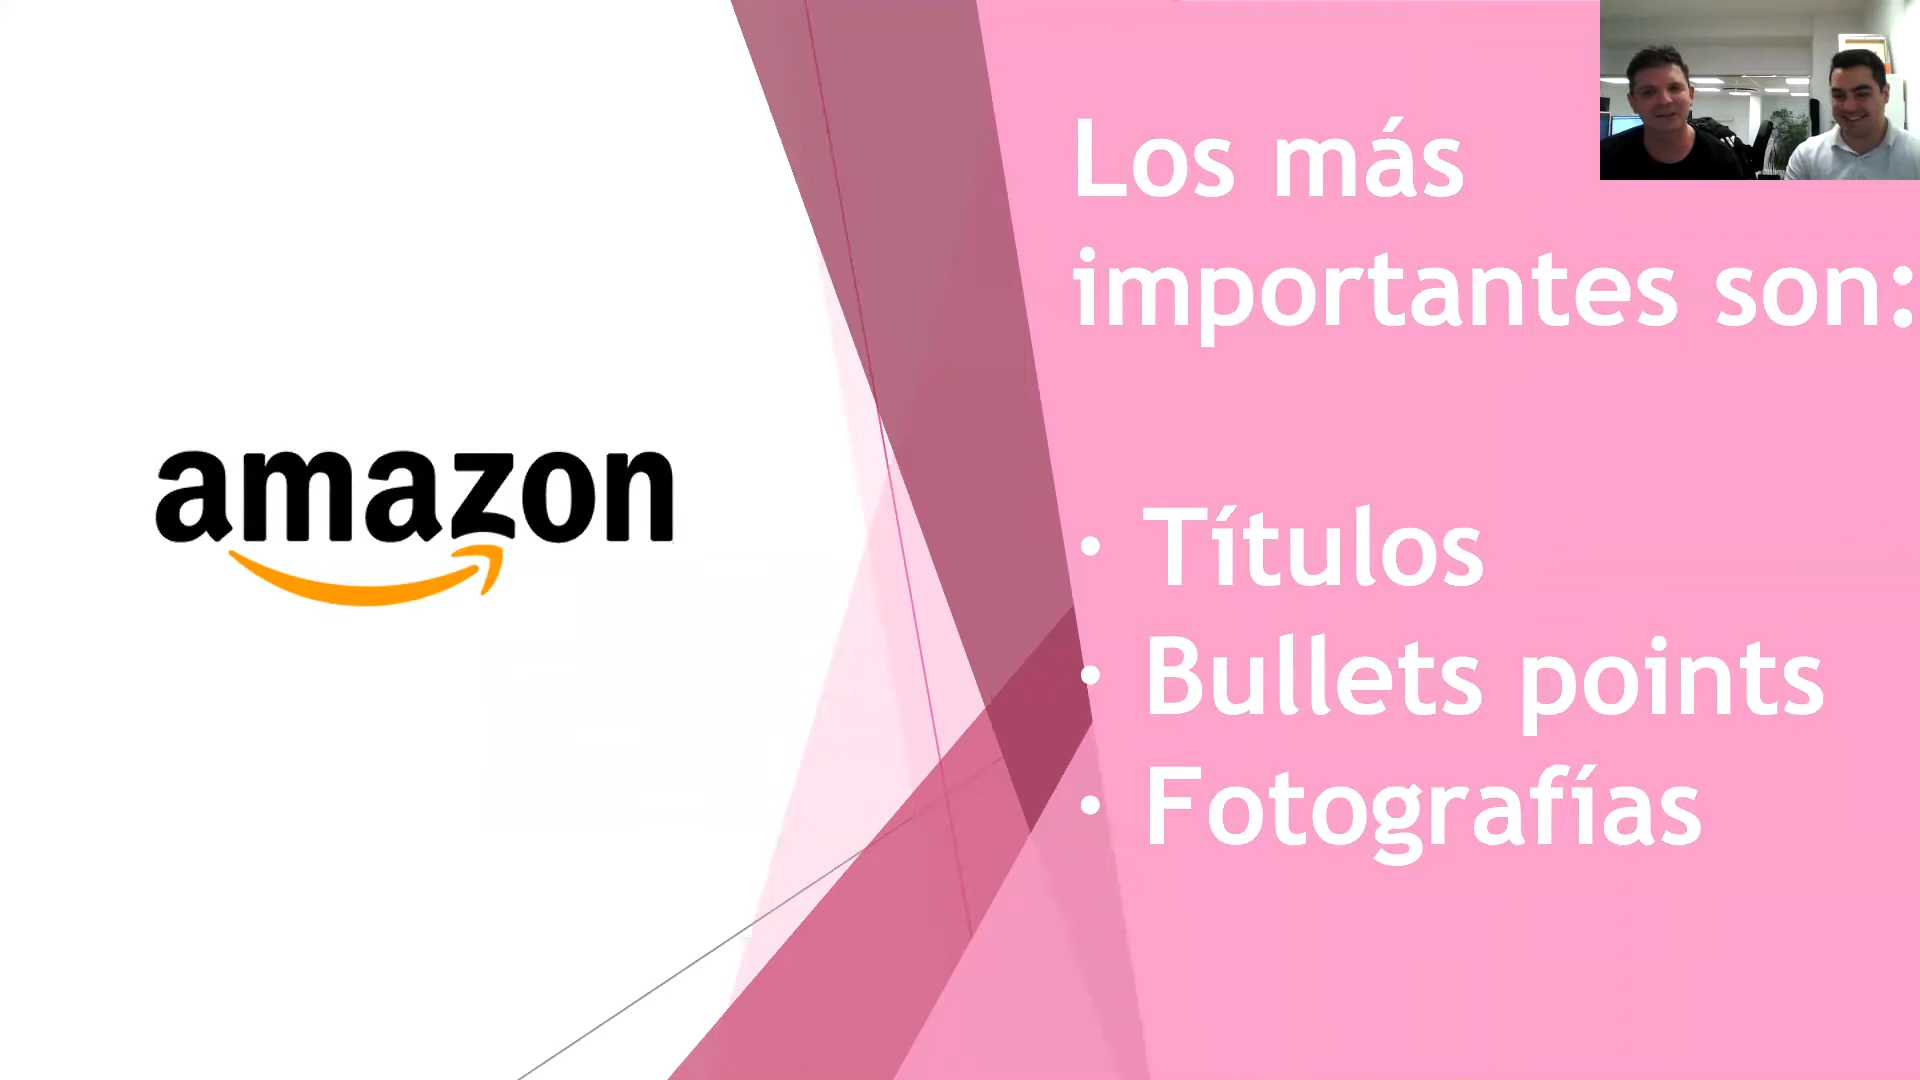 amazon
Los más
importantes son:
• Títulos
• Bullets points
• Fotografías